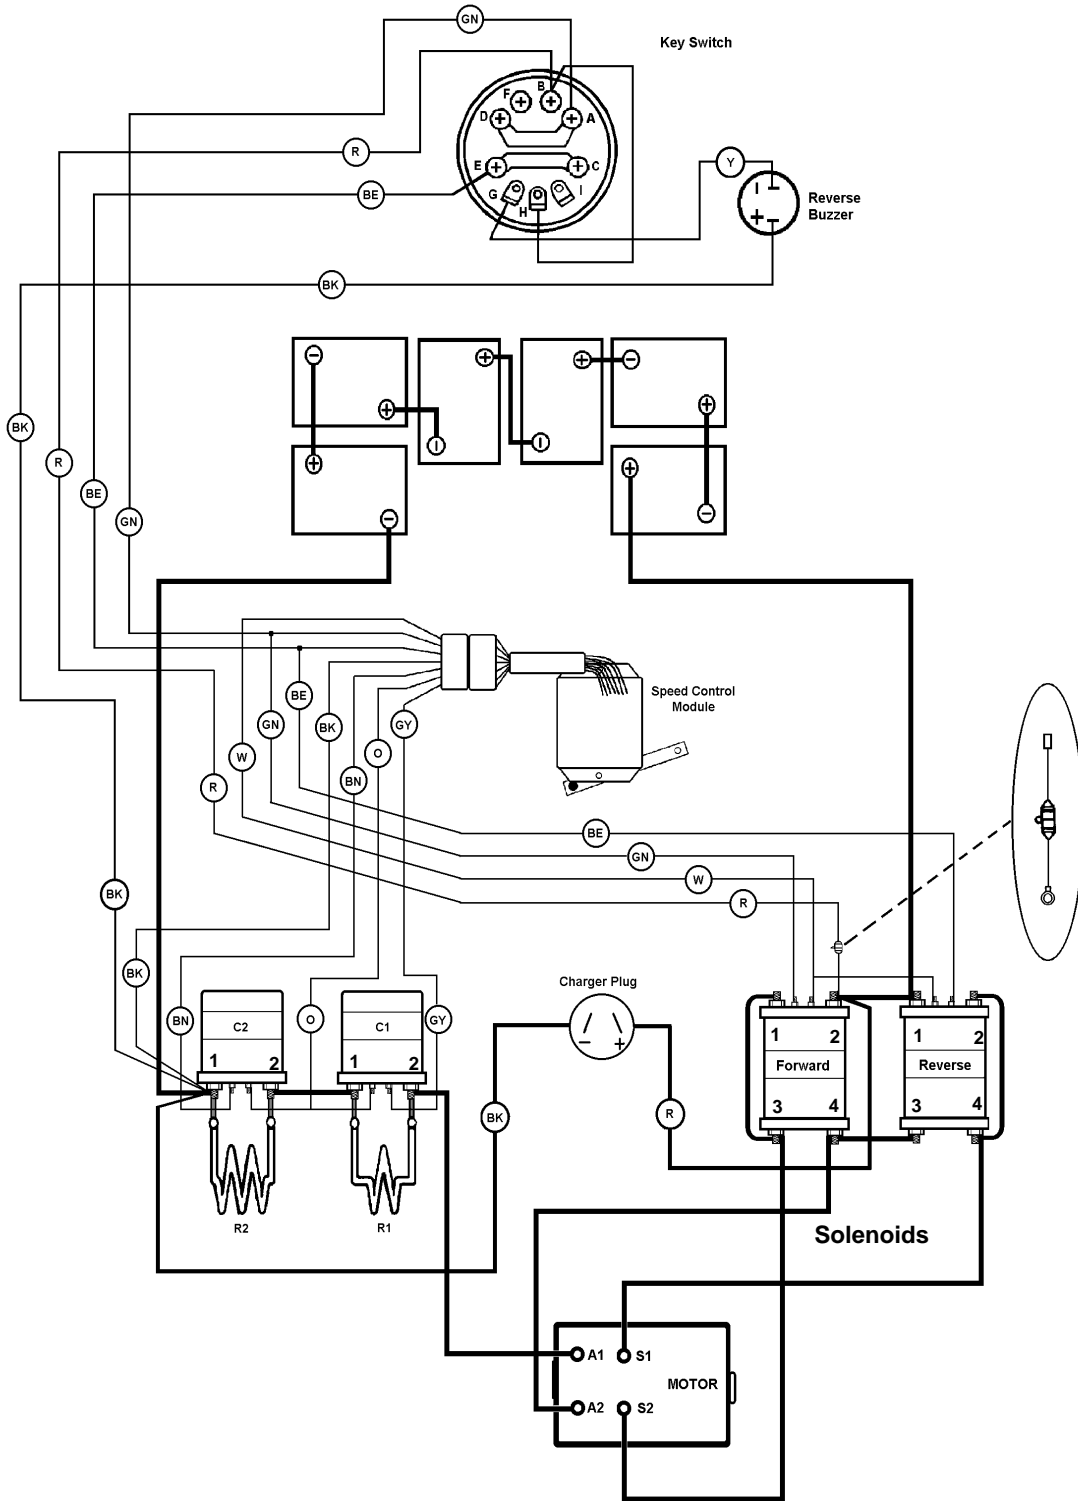 GN
Key Switch
B
F
D
A
R
E
C
Y
BE
G
I
H
Reverse
Buzzer
BK
BK
R
BE
GN
Speed Control
Module
BE
GN
BK
GY
W
O
BN
R
BE
GN
W
BK
R
BK
Charger Plug
BN
C2
O
C1
GY
1
2
1
2
1
2
1
2
Forward
Reverse
3
4
3
4
BK
R
R2
R1
Solenoids
A1
S1
MOTOR
A2
S2